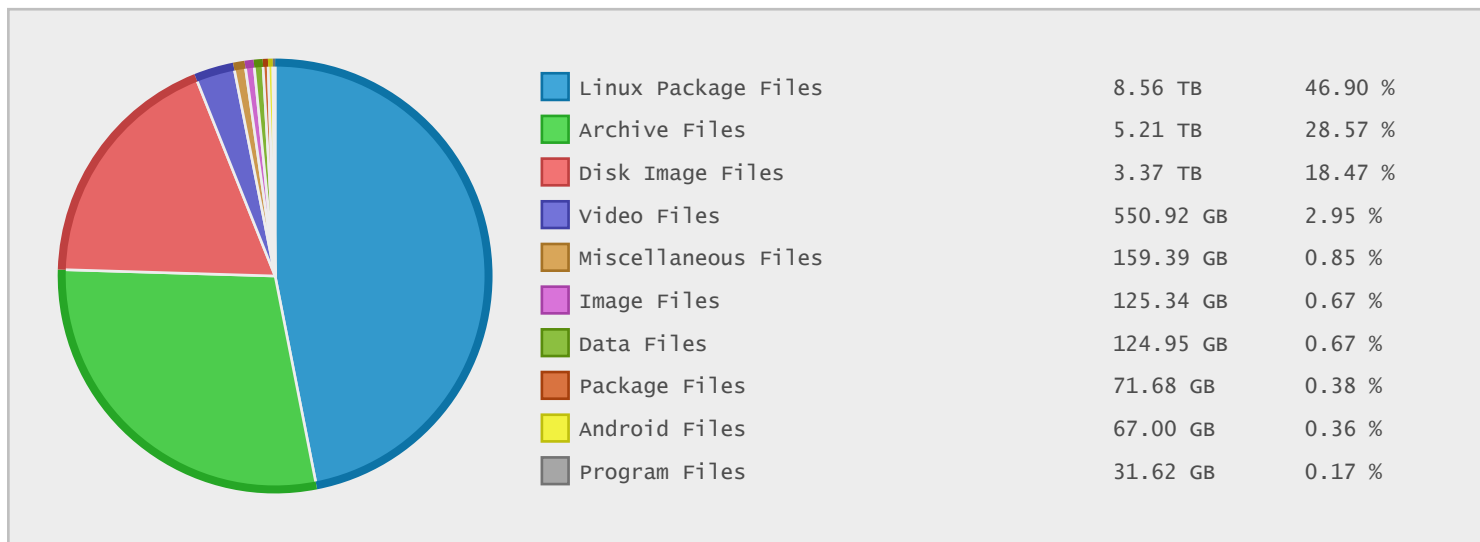 Linux Package Files 8.56 TB 46.90 %
Archive Files 5.21 TB 28.57 %
Disk Image Files 3.37 TB 18.47 %
Video Files 550.92 GB 2.95 %
Miscellaneous Files 159.39 GB 0.85 %
Image Files 125.34 GB 0.67 %
Data Files 124.95 GB 0.67 %
Package Files 71.68 GB 0.38 %
Android Files 67.00 GB 0.36 %
Program Files 31.62 GB 0.17 %